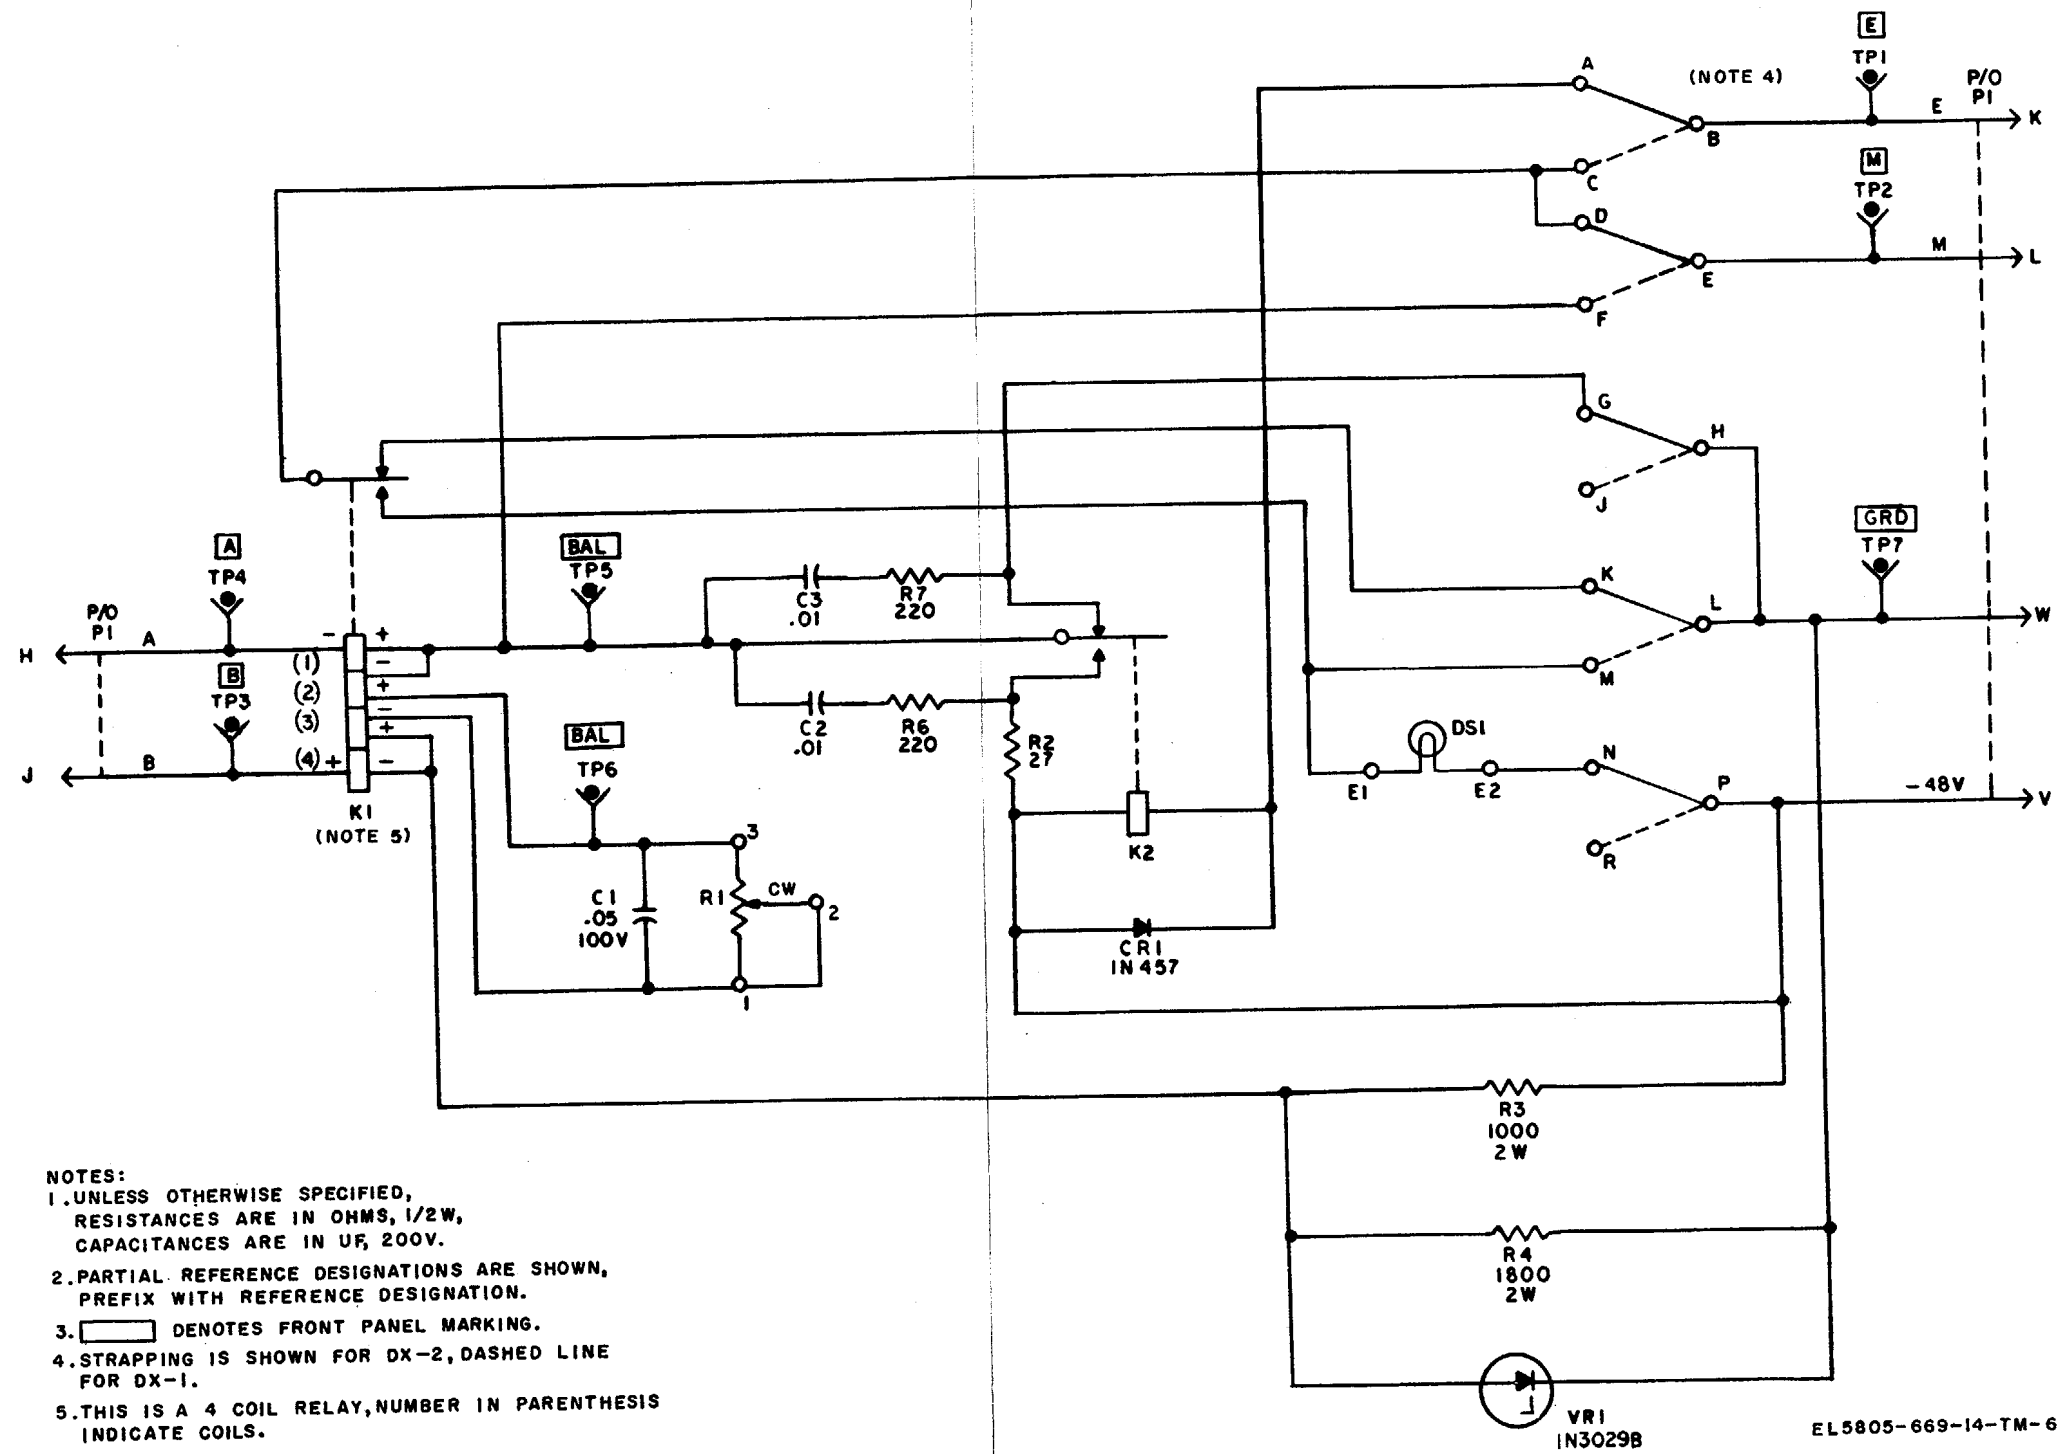 E
TP1
P/O
P1
(NOTE 4)
A
B
E
K
C
M
TP2
D
E
M
L
F
G
H
J
GRD
TP7
K
L
W
M
A
TP4
BAL
TP5
P/O
P1
H
A
- +
(1)
-
B
TP3
(2)
+
(3)
-
+
J
B
(4)
+
-
K1
(NOTE 5)
C3
.01
R7
220
C2
.01
R6
220
R2
27
BAL
TP6
K2
DS1
E1
E2
N
P
-48V
V
R
3
C1
.05
100V
R1
CW
2
1
CR1
IN457
R3
1000
2W
R4
1800
2W
VR1
IN3029B
NOTES:
1.UNLESS OTHERWISE SPECIFIED,
RESISTANCES ARE IN OHMS, 1/2W,
CAPACITANCES ARE IN UF, 200V.
2.PARTIAL REFERENCE DESIGNATIONS ARE SHOWN,
PREFIX WITH REFERENCE DESIGNATION.
3. DENOTES FRONT PANEL MARKING.
4.STRAPPING IS SHOWN FOR DX-2, DASHED LINE
FOR DX-1.
5.THIS IS A 4 COIL RELAY, NUMBER IN PARENTHESIS
INDICATE COILS.
EL5805-669-14-TM-6